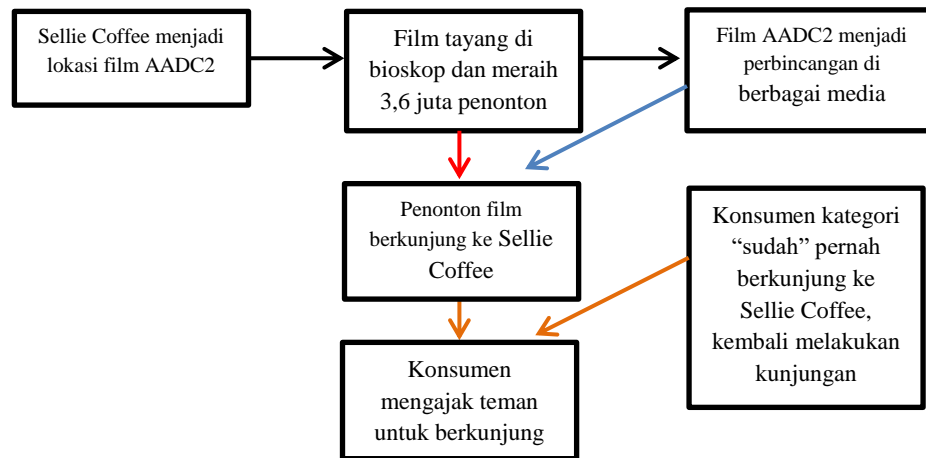 Sellie Coffee menjadi
lokasi film AADC2
Film tayang di
bioskop dan meraih
3,6 juta penonton
Film AADC2 menjadi
perbincangan di
berbagai media
Penonton film
berkunjung ke Sellie
Coffee
Konsumen kategori
“sudah” pernah
berkunjung ke
Sellie Coffee,
kembali melakukan
kunjungan
Konsumen
mengajak teman
untuk berkunjung